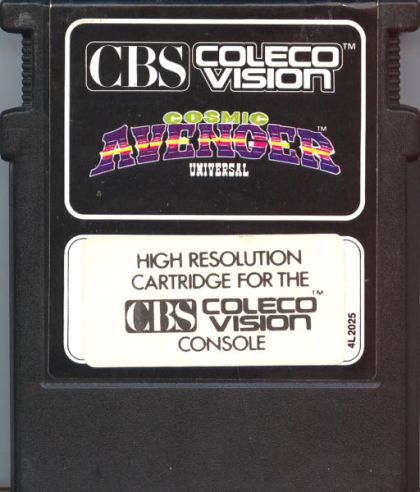 CBS COLECO VISION™
COSMIC
AVENGER™
UNIVERSAL
HIGH RESOLUTION
CARTRIDGE FOR THE
CBS COLECO VISION™
CONSOLE
4L2025